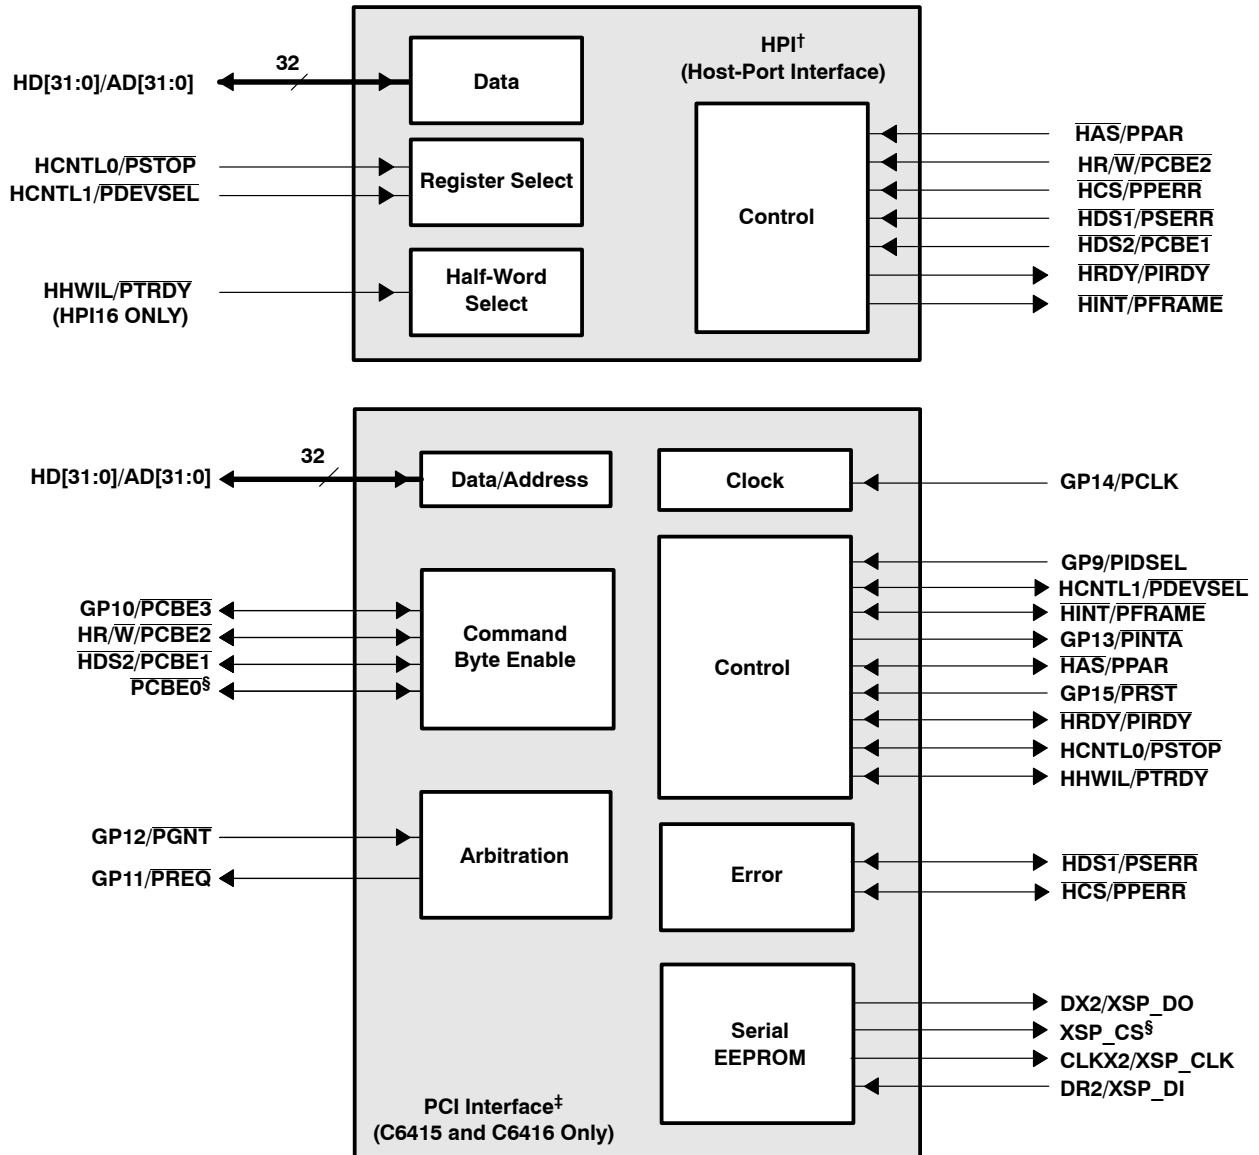 HPI†
(Host-Port Interface)
32
HD[31:0]/AD[31:0]
Data
HCNTL0/PSTOP
HCNTL1/PDEVSEL
Register Select
HHWIL/PTRDY
(HPI16 ONLY)
Half-Word
Select
Control
HAS/PPAR
HR/W/PCBE2
HCS/PPERR
HDS1/PSERR
HDS2/PCBE1
HRDY/PIRDY
HINT/PFRAME
32
HD[31:0]/AD[31:0]
Data/Address
Clock
GP14/PCLK
GP10/PCBE3
HR/W/PCBE2
HDS2/PCBE1
PCBE0§
Command
Byte Enable
Control
GP9/PIDSEL
HCNTL1/PDEVSEL
HINT/PFRAME
GP13/PINTA
HAS/PPAR
GP15/PRST
HRDY/PIRDY
HCNTL0/PSTOP
HHWIL/PTRDY
GP12/PGNT
GP11/PREQ
Arbitration
Error
HDS1/PSERR
HCS/PPERR
Serial
EEPROM
DX2/XSP_DO
XSP_CS§
CLKX2/XSP_CLK
DR2/XSP_DI
PCI Interface‡
(C6415 and C6416 Only)